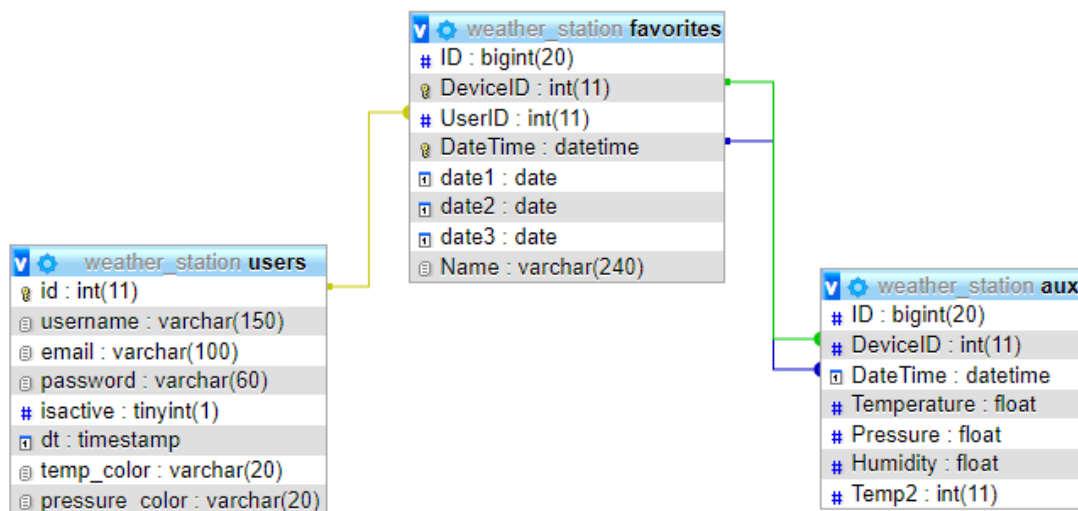 weather_station favorites
ID : bigint(20)
DeviceID : int(11)
UserID : int(11)
DateTime : datetime
date1 : date
date2 : date
date3 : date
Name : varchar(240)
weather_station users
id : int(11)
username : varchar(150)
email : varchar(100)
password : varchar(60)
isactive : tinyint(1)
dt : timestamp
temp_color : varchar(20)
pressure_color : varchar(20)
weather_station aux
ID : bigint(20)
DeviceID : int(11)
DateTime : datetime
Temperature : float
Pressure : float
Humidity : float
Temp2 : int(11)